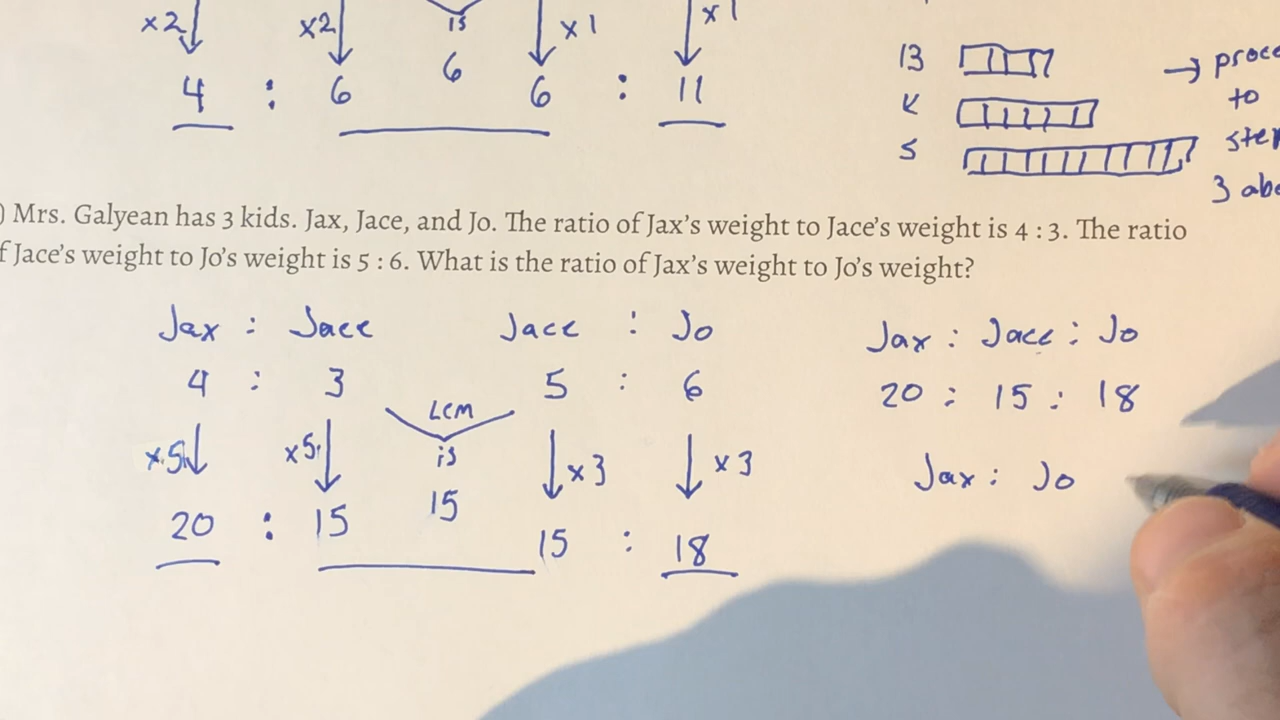 x2 x2 is x1 x1
6
4 : 6 6 : 11
13
K
S
→
to
3
) Mrs. Galyean has 3 kids. Jax, Jace, and Jo. The ratio of Jax's weight to Jace's weight is 4 : 3. The ratio
f Jace's weight to Jo's weight is 5 : 6. What is the ratio of Jax's weight to Jo's weight?
Jax : Jace Jace : Jo
4 : 3 5 : 6
LCM
x5 x5 is x3 x3
15
20 : 15 15 : 18
Jax : Jace : Jo
20 : 15 : 18
Jax : Jo